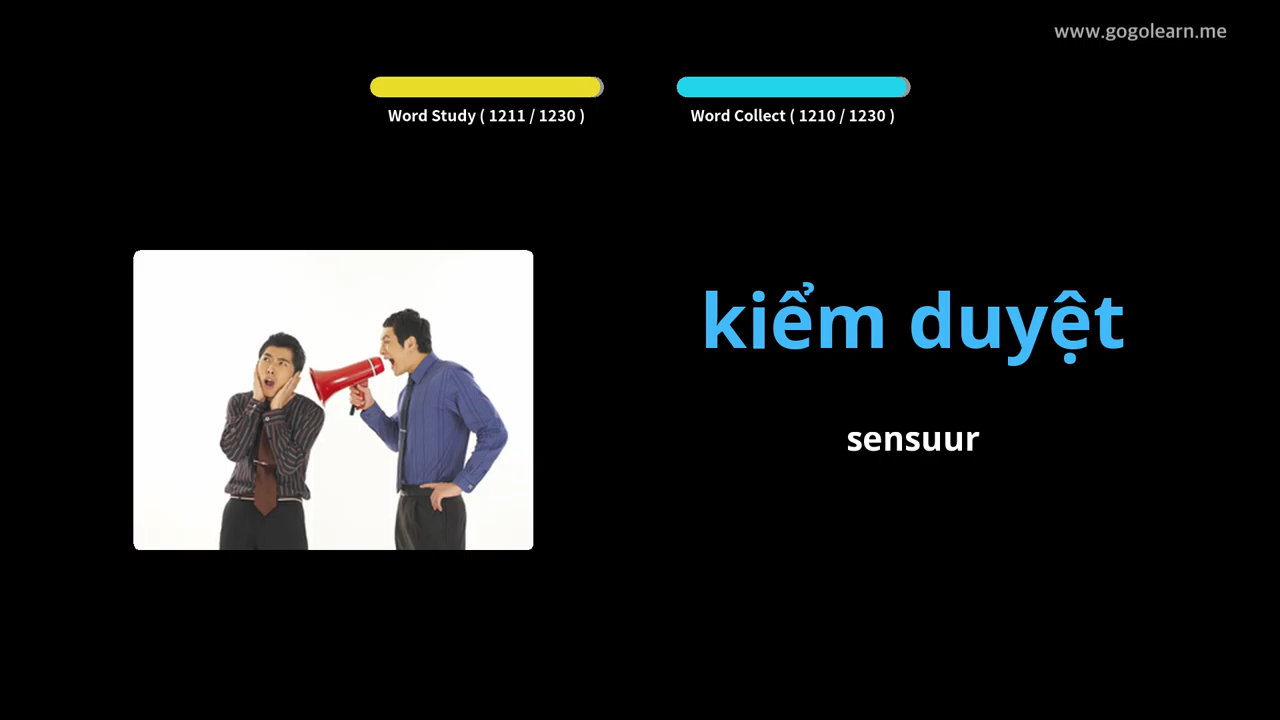 www.gogolearn.me
Word Study ( 1211 / 1230 )
Word Collect ( 1210 / 1230 )
kiểm duyệt
sensuur